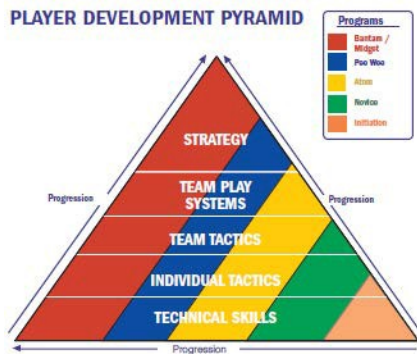 PLAYER DEVELOPMENT PYRAMID
Programs
Bantam /
Midget
Pee Wee
Atom
Novice
Initiation
STRATEGY
TEAM PLAY
SYSTEMS
TEAM TACTICS
INDIVIDUAL TACTICS
TECHNICAL SKILLS
Progression
Progression
Progression